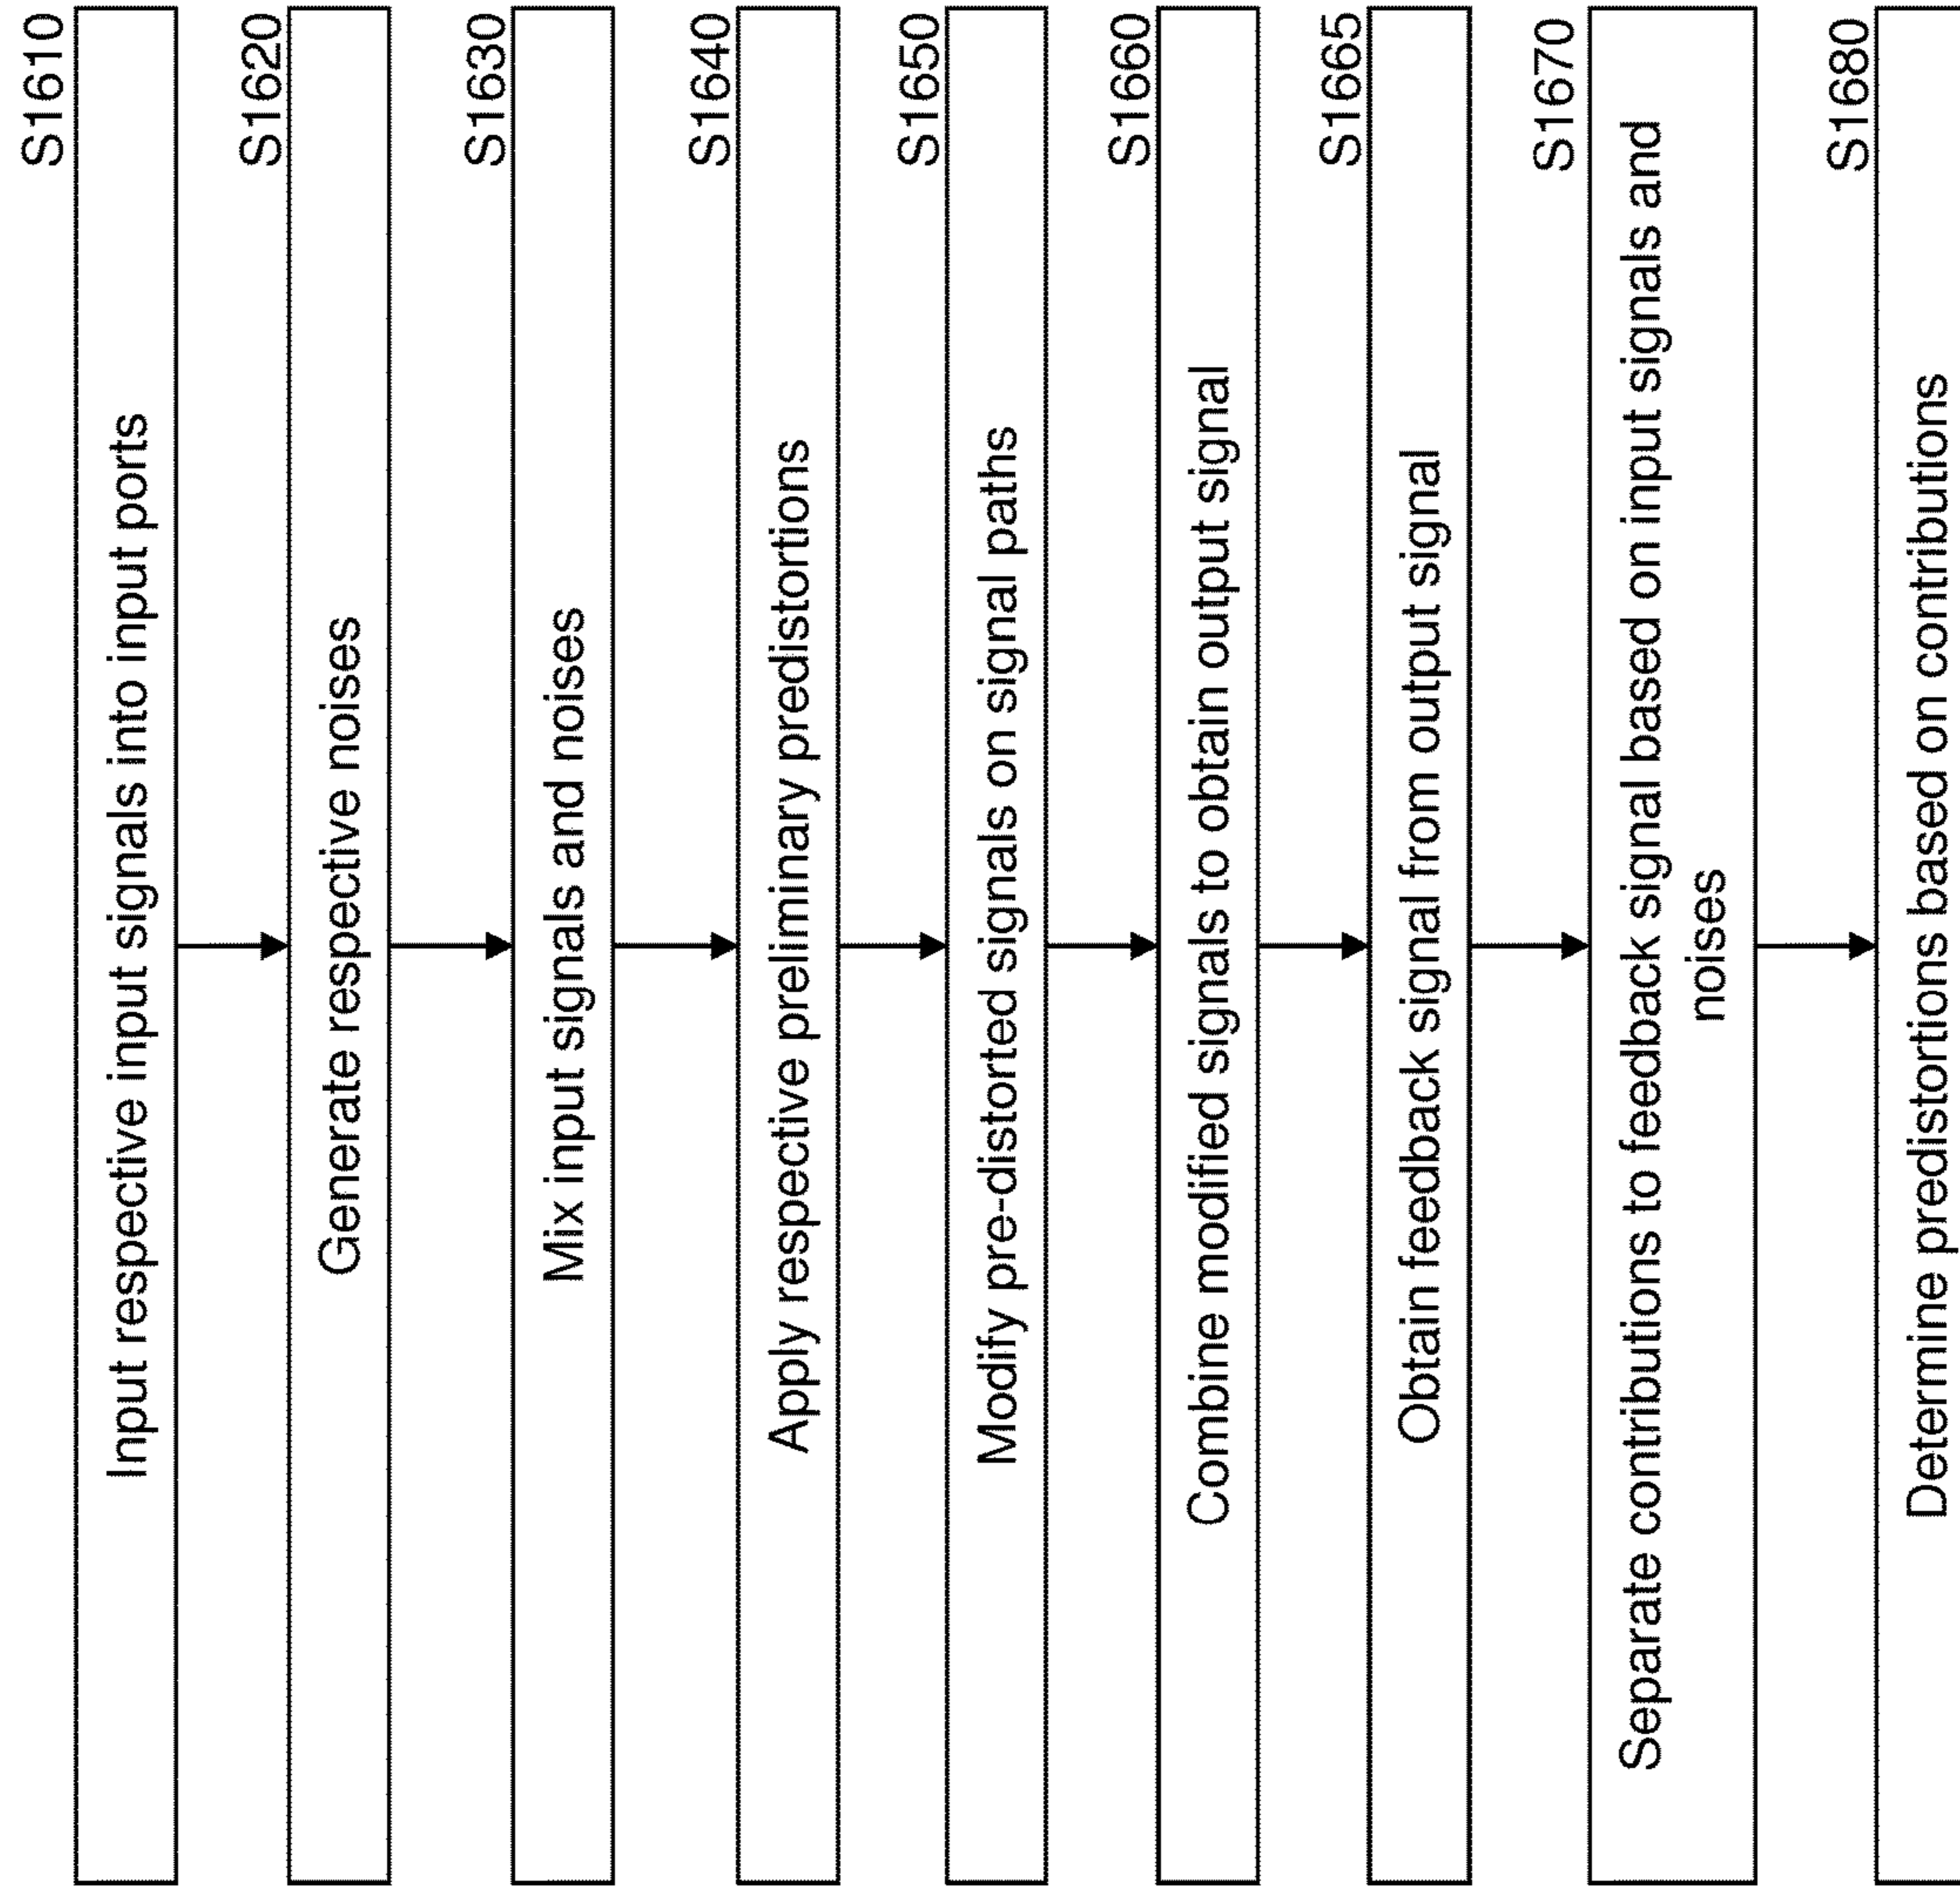 S1610
Input respective input signals into input ports
S1620
Generate respective noises
S1630
Mix input signals and noises
S1640
Apply respective preliminary predistortions
S1650
Modify pre-distorted signals on signal paths
S1660
Combine modified signals to obtain output signal
S1665
Obtain feedback signal from output signal
S1670
Separate contributions to feedback signal based on input signals and
noises
S1680
Determine predistortions based on contributions